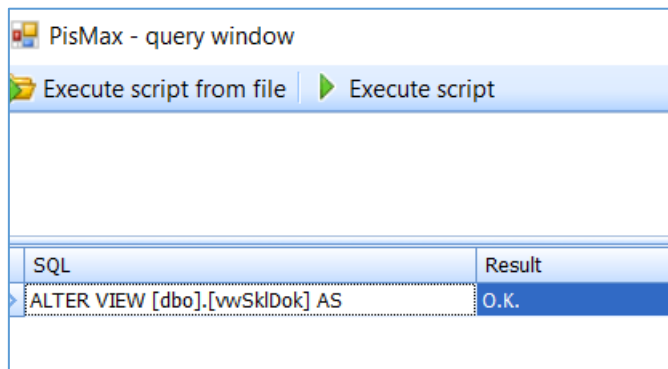 PisMax - query window
Execute script from file Execute script
SQL Result
ALTER VIEW [dbo].[vwSklDok] AS O.K.